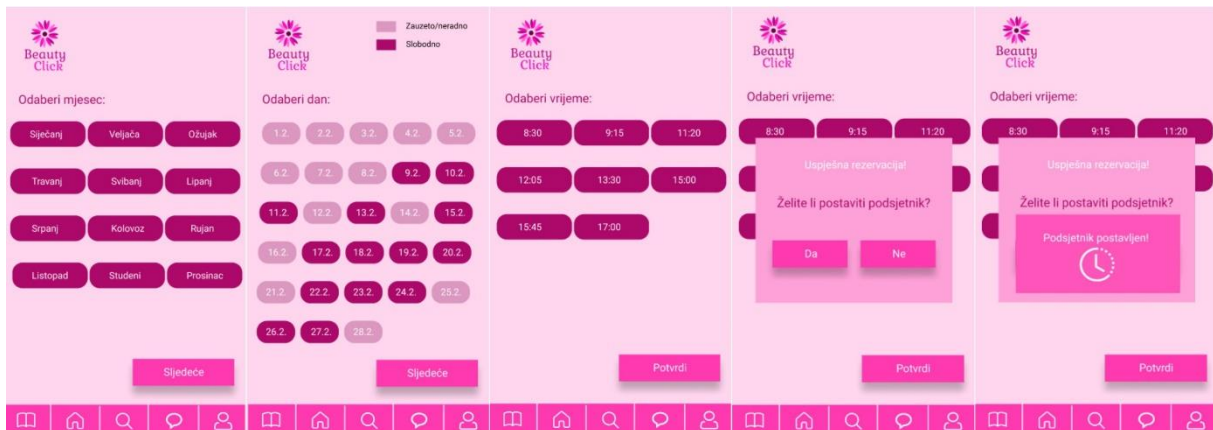 Beauty
Click
Odaberi mjesec:
Siječanj Veljača Ožujak
Travanj Svibanj Lipanj
Srpanj Kolovoz Rujan
Listopad Studeni Prosinac
Sljedeće
Beauty
Click
Zauzeto/neradno
Slobodno
Odaberi dan:
1.2. 2.2. 3.2. 4.2. 5.2.
6.2. 7.2. 8.2. 9.2. 10.2.
11.2. 12.2. 13.2. 14.2. 15.2.
16.2. 17.2. 18.2. 19.2. 20.2.
21.2. 22.2. 23.2. 24.2. 25.2.
26.2. 27.2. 28.2.
Sljedeće
Beauty
Click
Odaberi vrijeme:
8:30 9:15 11:20
12:05 13:30 15:00
15:45 17:00
Potvrdi
Beauty
Click
Odaberi vrijeme:
8:30 9:15 11:20
Uspješna rezervacija!
Želite li postaviti podsjetnik?
Da Ne
Potvrdi
Beauty
Click
Odaberi vrijeme:
8:30 9:15 11:20
Uspješna rezervacija!
Želite li postaviti podsjetnik?
Podsjetnik postavljen!
Potvrdi